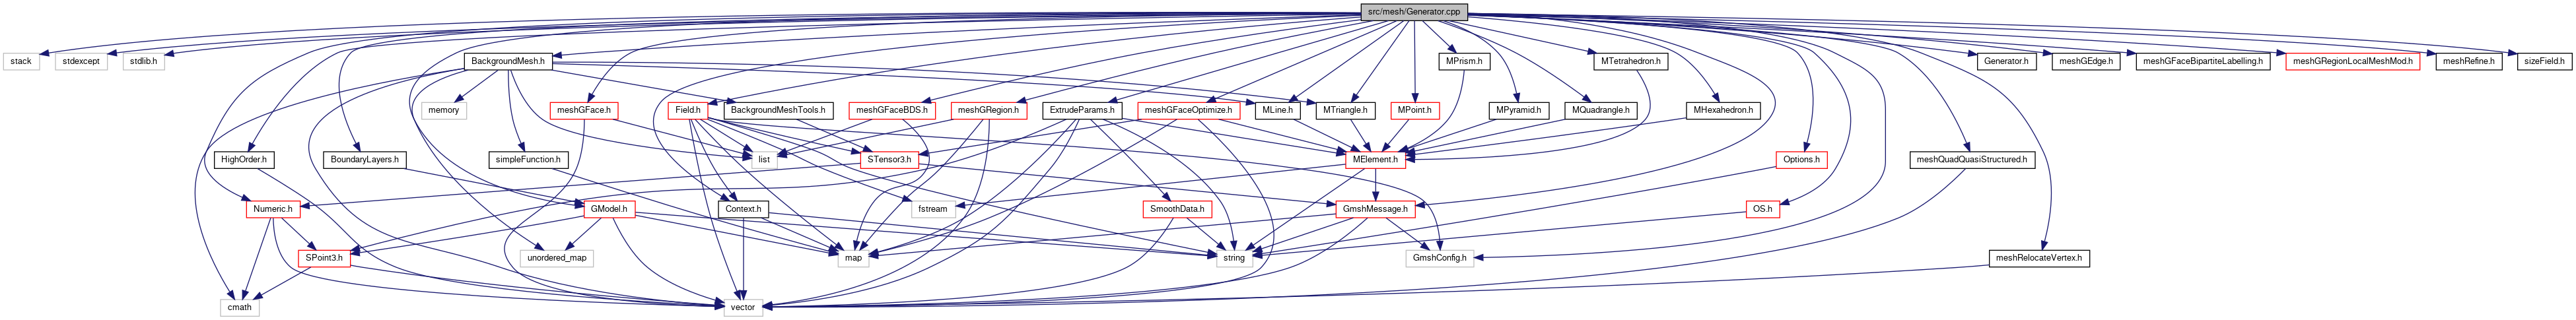 src/mesh/Generator.cpp
stack
stdexcept
stdlib.h
BackgroundMesh.h
MPrism.h
MTetrahedron.h
Generator.h
meshGEdge.h
meshGFaceBipartiteLabelling.h
meshGRegionLocalMeshMod.h
meshRefine.h
sizeField.h
memory
meshGFace.h
Field.h
BackgroundMeshTools.h
meshGFaceBDS.h
meshGRegion.h
ExtrudeParams.h
meshGFaceOptimize.h
MLine.h
MTriangle.h
MPoint.h
MPyramid.h
MQuadrangle.h
MHexahedron.h
HighOrder.h
BoundaryLayers.h
simpleFunction.h
list
STensor3.h
MElement.h
Options.h
meshQuadQuasiStructured.h
Numeric.h
GModel.h
Context.h
fstream
SmoothData.h
GmshMessage.h
OS.h
SPoint3.h
unordered_map
map
string
GmshConfig.h
meshRelocateVertex.h
cmath
vector